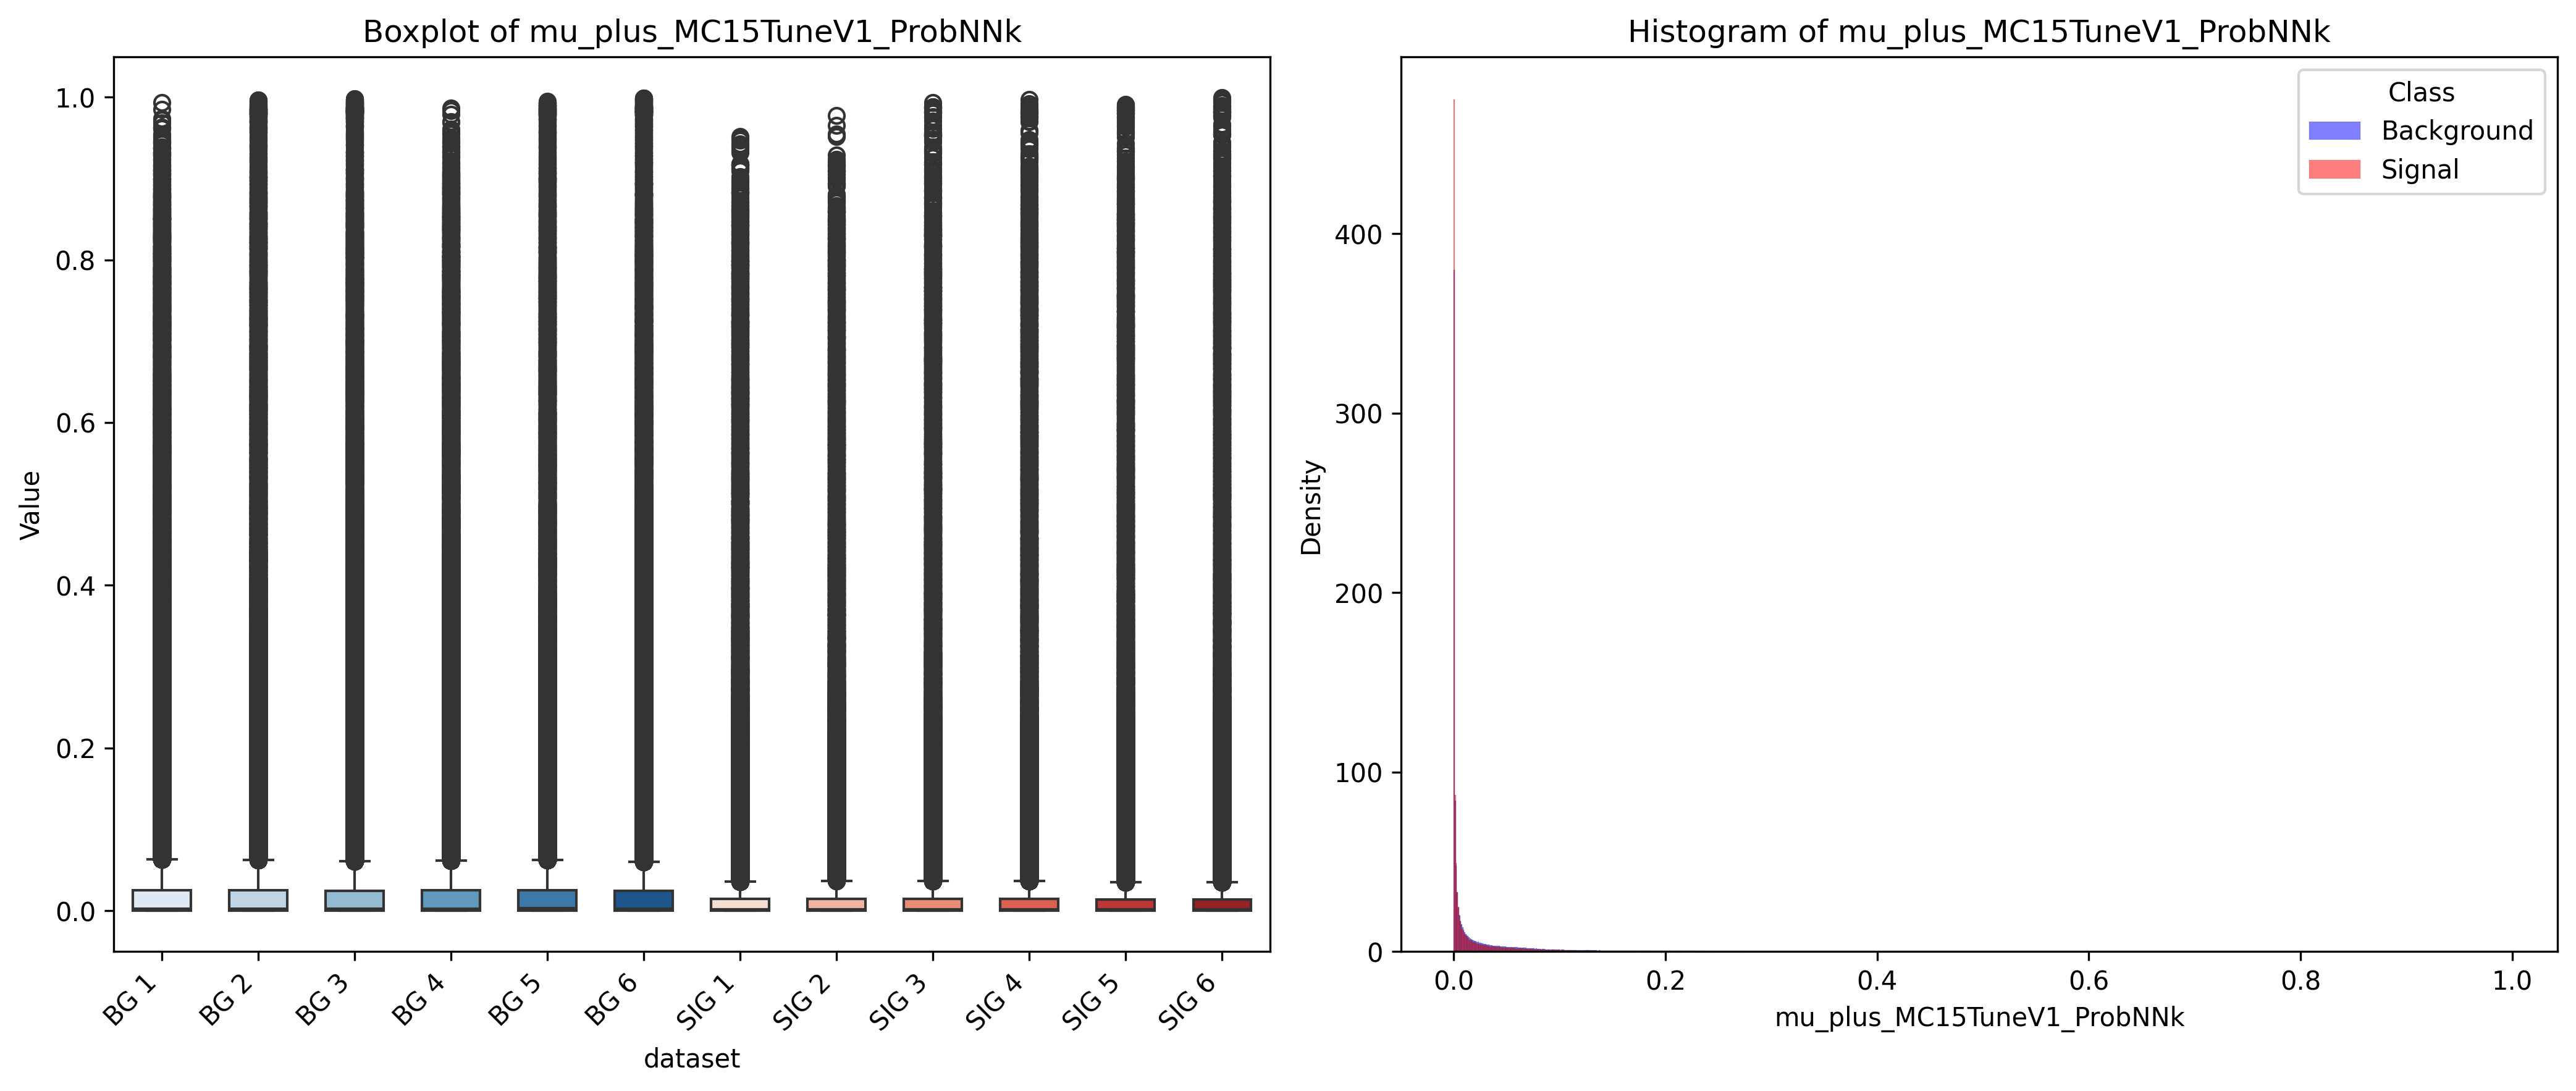 Boxplot of mu_plus_MC15TuneV1_ProbNNk
Value
1.0
0.8
0.6
0.4
0.2
0.0
BG 1
BG 2
BG 3
BG 4
BG 5
BG 6
SIG 1
SIG 2
SIG 3
SIG 4
SIG 5
SIG 6
dataset
Histogram of mu_plus_MC15TuneV1_ProbNNk
Class
Background
Signal
Density
400
300
200
100
0
0.0 0.2 0.4 0.6 0.8 1.0
mu_plus_MC15TuneV1_ProbNNk